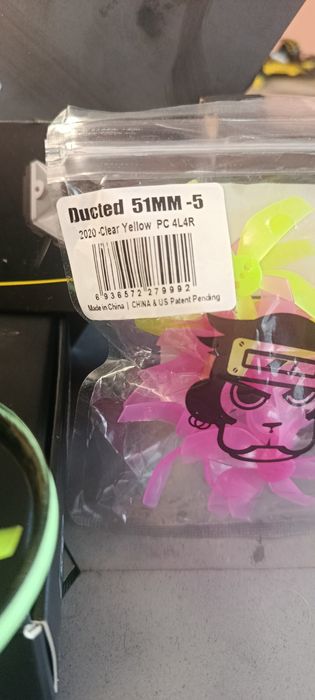 Ducted 51MM -5
2020 -Clear Yellow PC 4L4R
6 936572 279992
Made in China | CHINA & US Patent Pending